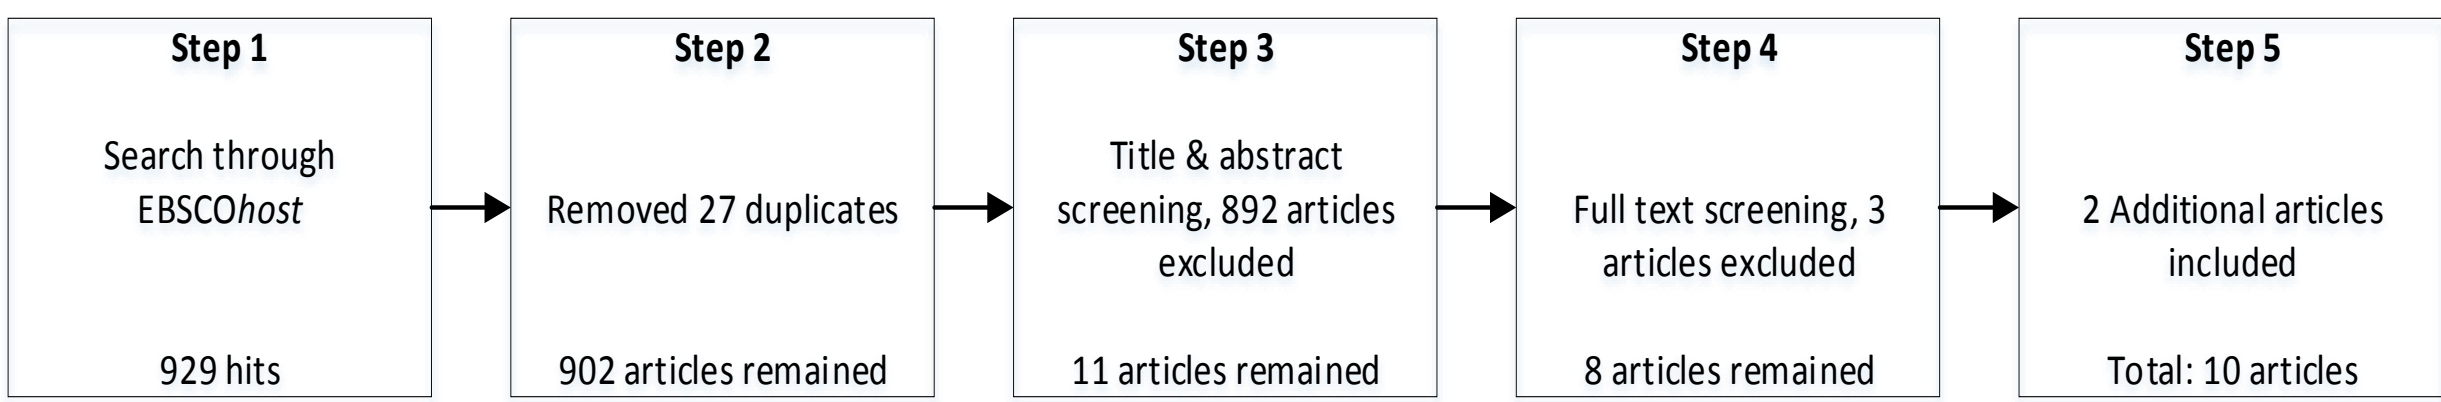 Step 1
Search through
EBSCOhost
929 hits
Step 2
Removed 27 duplicates
902 articles remained
Step 3
Title & abstract
screening, 892 articles
excluded
11 articles remained
Step 4
Full text screening, 3
articles excluded
8 articles remained
Step 5
2 Additional articles
included
Total: 10 articles